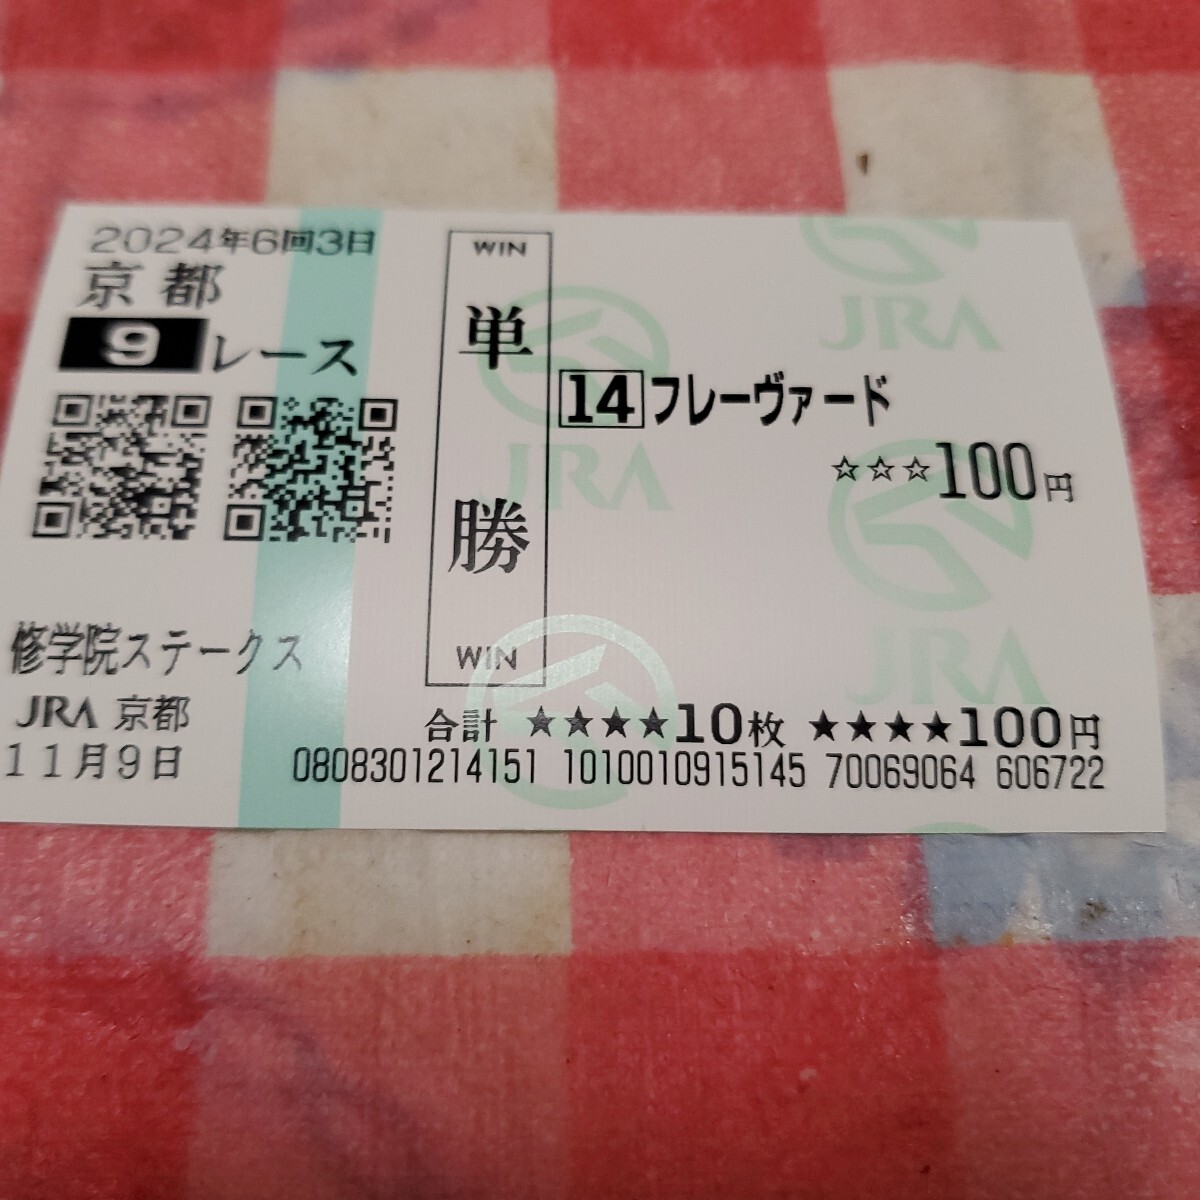 2024年6回3日
京都
9レース
修学院ステークス
JRA 京都
11月9日
WIN
単勝
WIN
14フレーヴァード
☆☆☆100円
合計 ★★★★10枚 ★★★★100円
0808301214151 1010010915145 70069064 606722
JRA
JRA
JRA